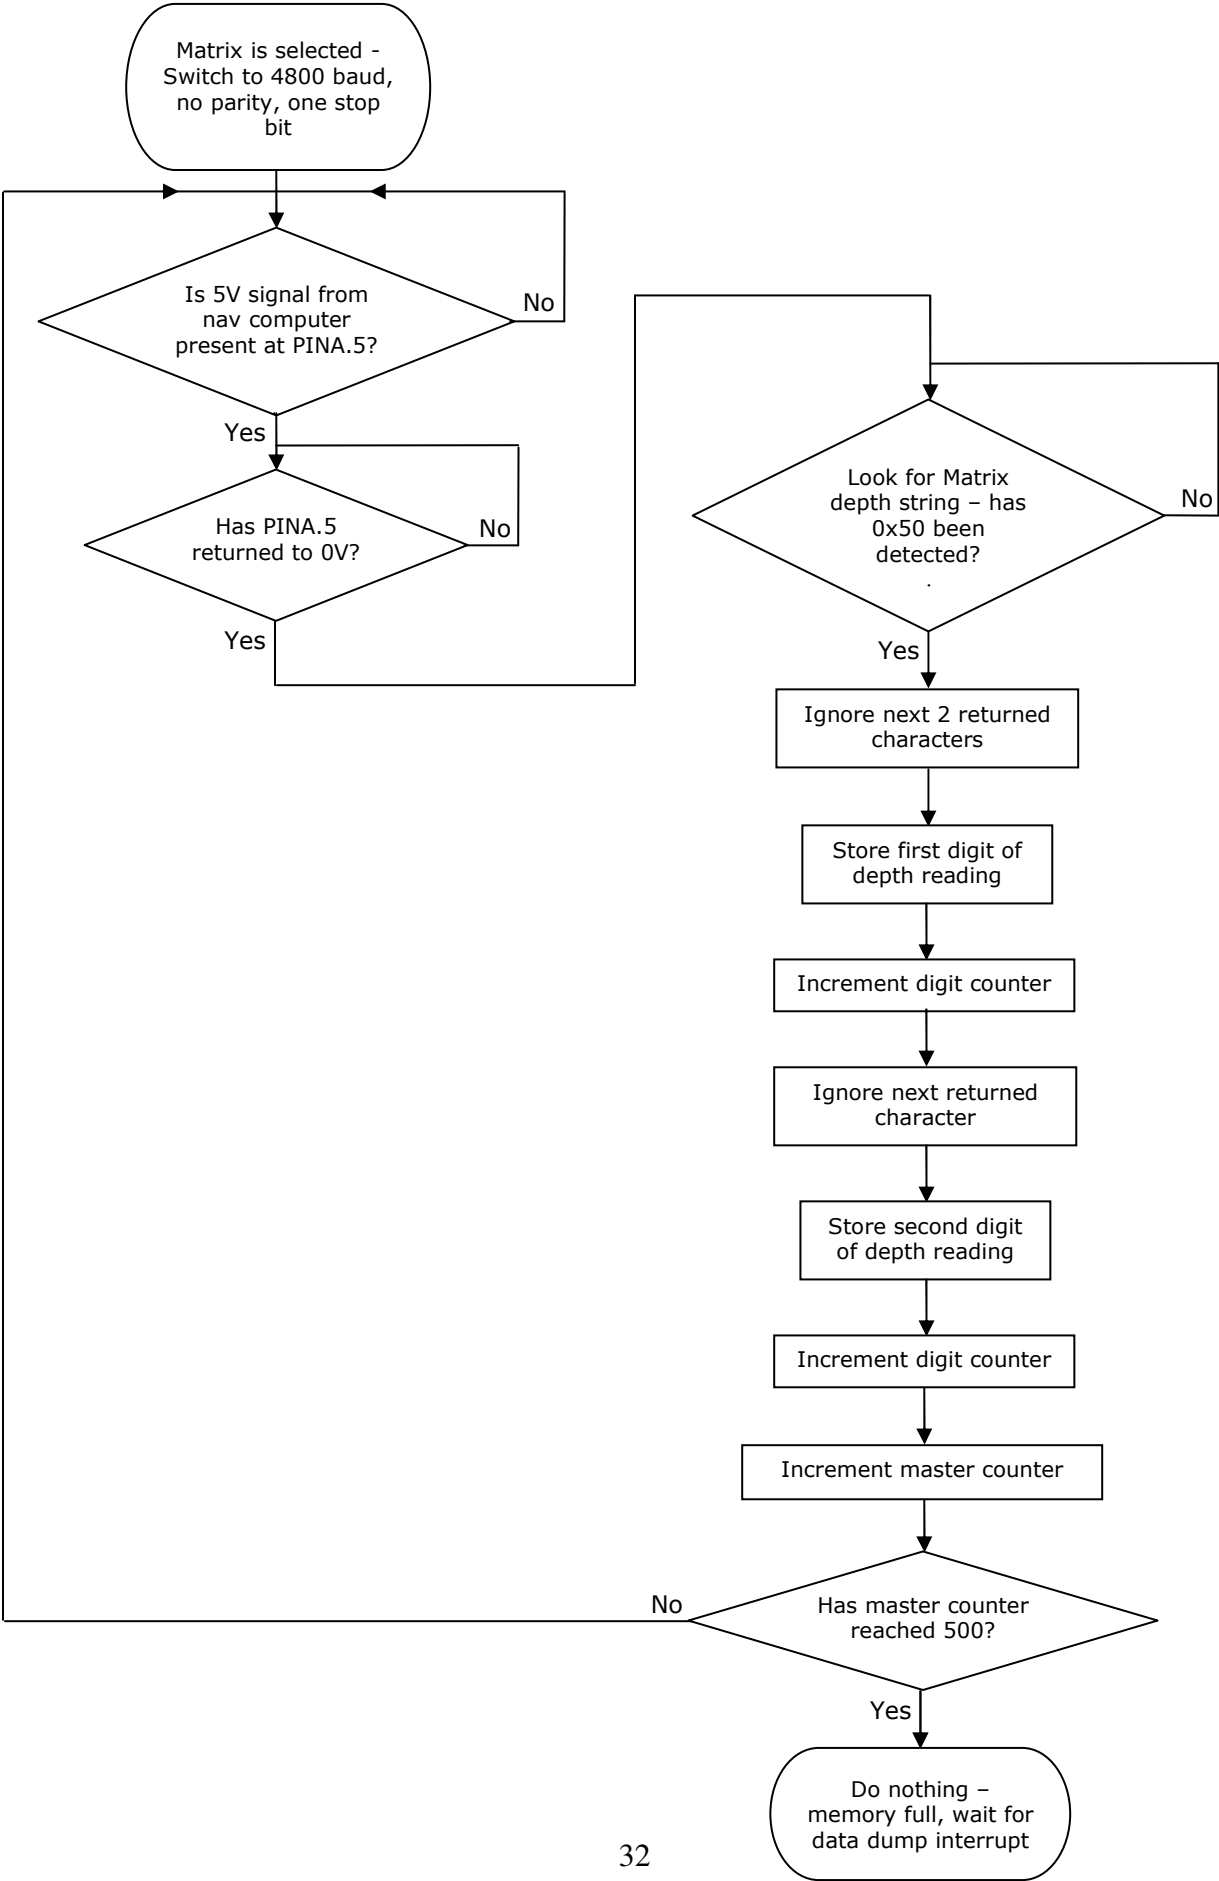 Matrix is selected -
Switch to 4800 baud,
no parity, one stop
bit
Is 5V signal from
nav computer
present at PINA.5?
No
Yes
Has PINA.5
returned to 0V?
No
Yes
Look for Matrix
depth string – has
0x50 been
detected?
.
No
Yes
Ignore next 2 returned
characters
Store first digit of
depth reading
Increment digit counter
Ignore next returned
character
Store second digit
of depth reading
Increment digit counter
Increment master counter
Has master counter
reached 500?
No
Yes
Do nothing –
memory full, wait for
data dump interrupt
32